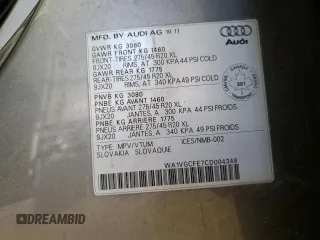 MFD. BY AUDI AG 10 11
GVWR KG 3080
GAWR FRONT KG 1460
FRONT-TIRES 275/45 R20 XL
9JX20 RIMS, AT 300 KPA 44 PSI COLD
GAWR REAR KG 1775
REAR-TIRES 275/45 R20 XL
9JX20 RIMS, AT 340 KPA 49 PSI COLD
Audi
PNVB KG 3080
PNBE KG AVANT 1460
PNEUS AVANT 275/45 R20 XL
9JX20 JANTES, A 300 KPA 44 PSI FROIDS
PNBE KG ARRIERE 1775
PNEUS ARRIERE 275/45 R20 XL
9JX20 JANTES, A 340 KPA 49 PSI FROIDS
CANADA
TYPE: MPV/VTUM ICES/NMB-002
SLOVAKIA SLOVAQUIE
WA1VGCFE7CD004348
DREAMBID